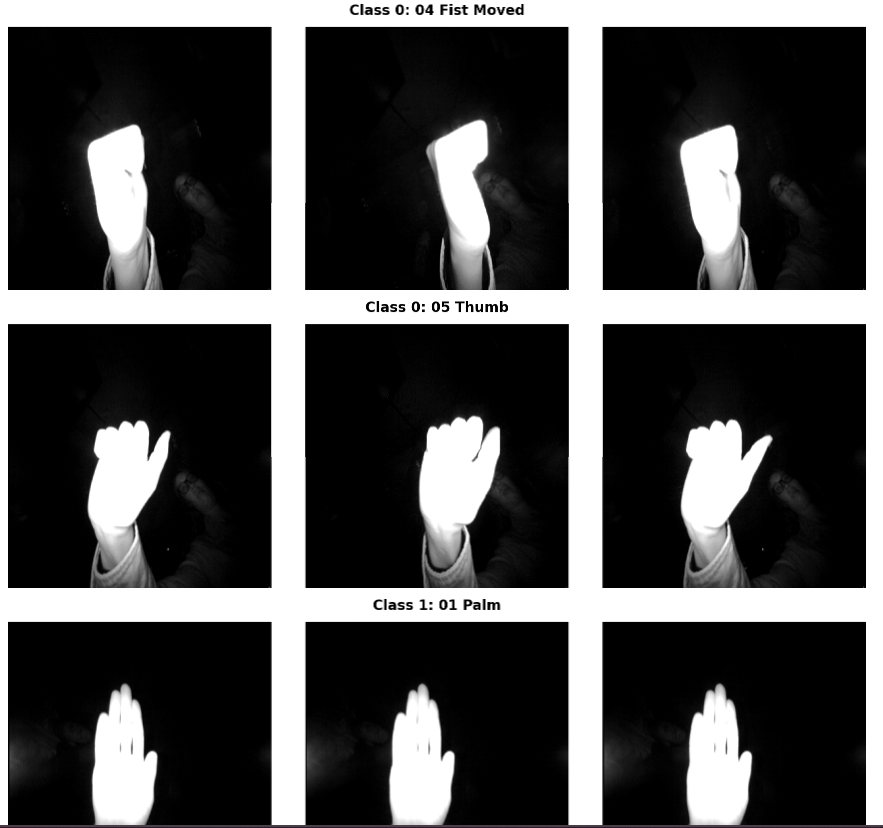 Class 0: 04 Fist Moved
Class 0: 05 Thumb
Class 1: 01 Palm